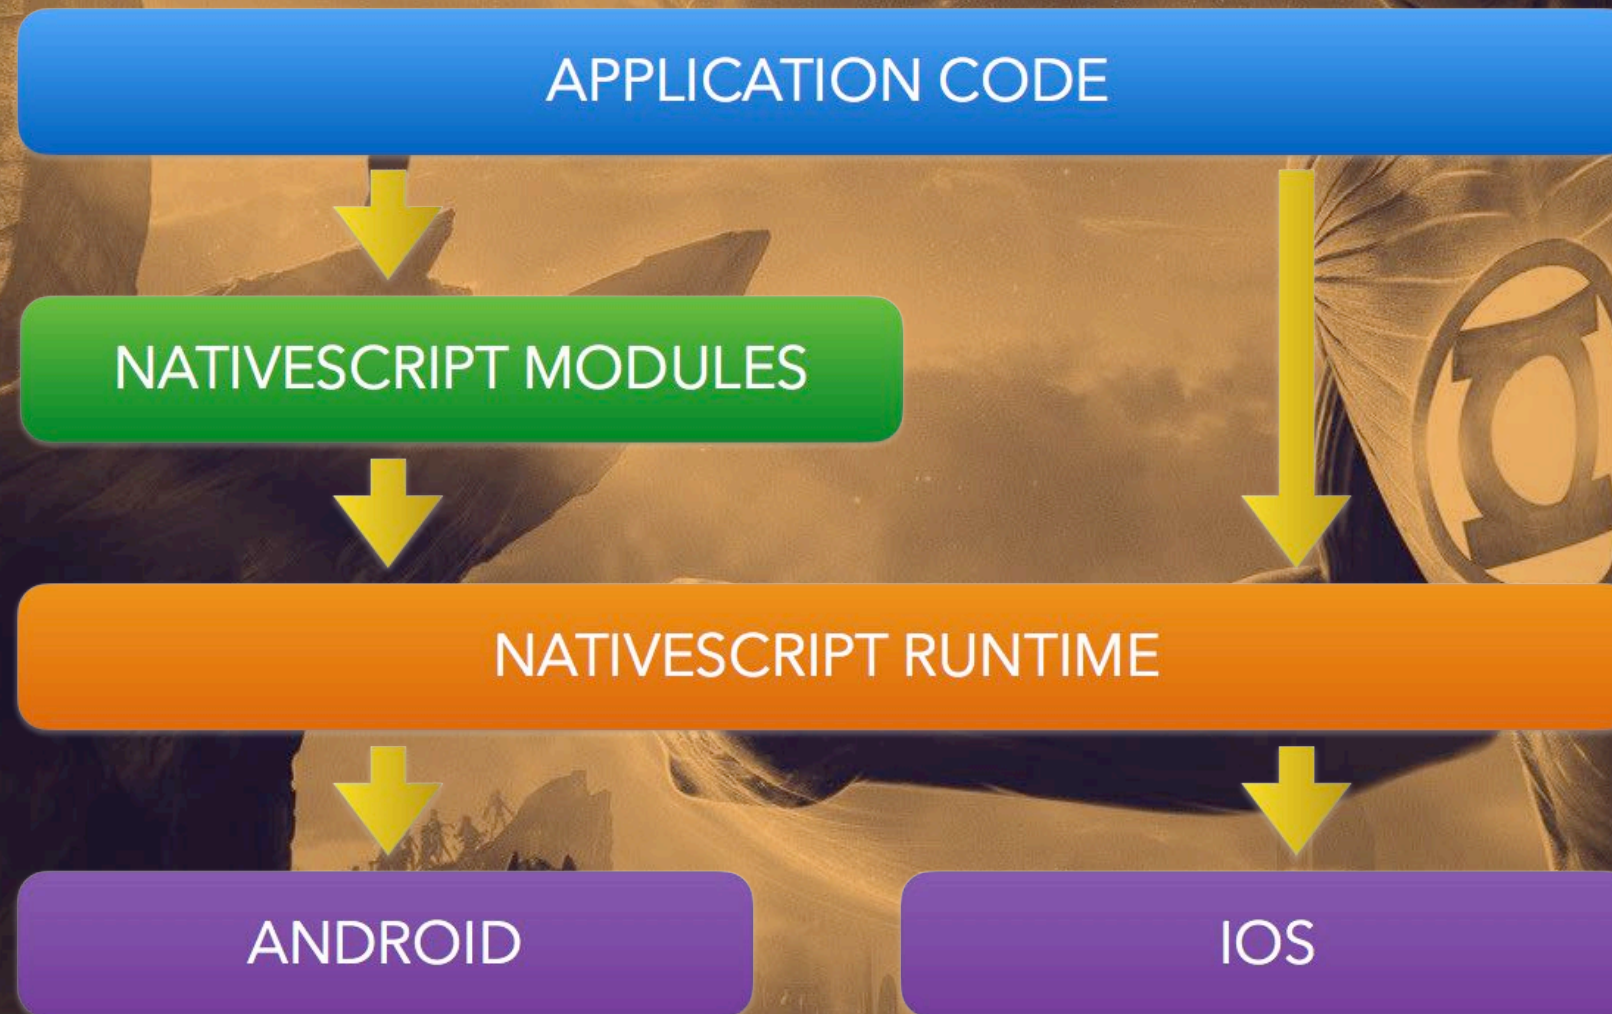 APPLICATION CODE
NATIVESCRIPT MODULES
NATIVESCRIPT RUNTIME
ANDROID
IOS